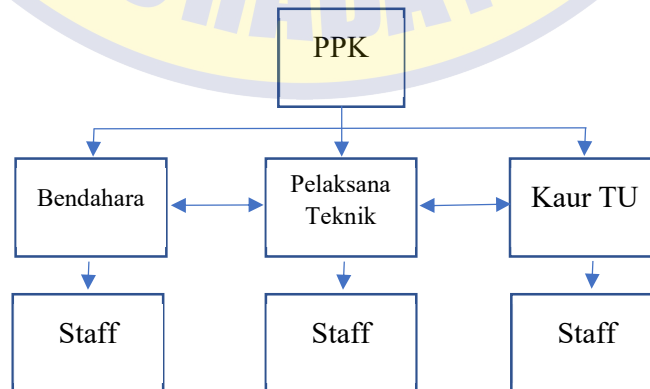 PPK
Bendahara
Pelaksana
Teknik
Kaur TU
Staff
Staff
Staff